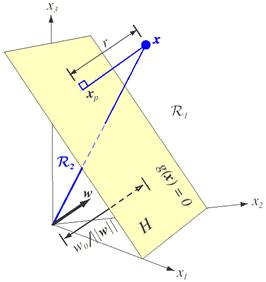 x₃
r
x
xₚ
ℛ₁
ℛ₂
w
g(x) = 0
x₂
H
w₀/||w||
x₁